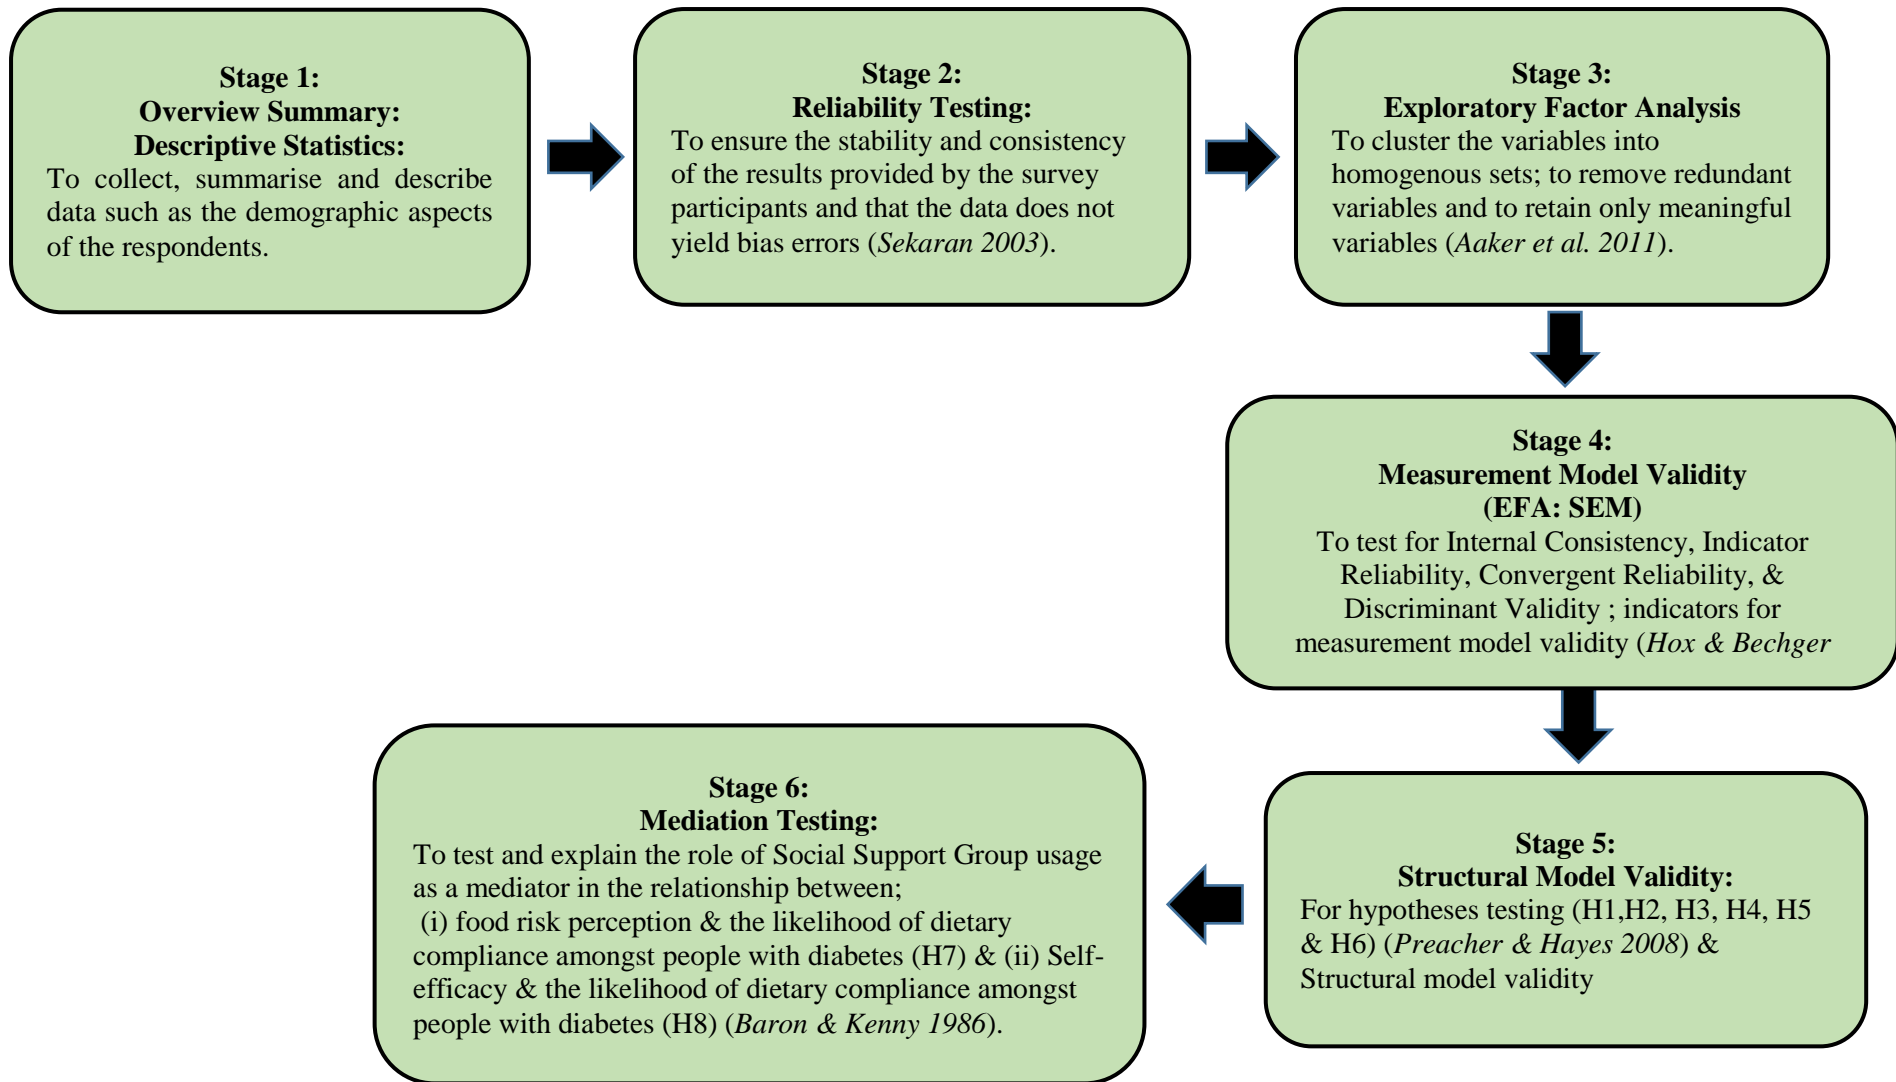 Stage 1:
Overview Summary:
Descriptive Statistics:
To collect, summarise and describe
data such as the demographic aspects
of the respondents.
Stage 2:
Reliability Testing:
To ensure the stability and consistency
of the results provided by the survey
participants and that the data does not
yield bias errors (Sekaran 2003).
Stage 3:
Exploratory Factor Analysis
To cluster the variables into
homogenous sets; to remove redundant
variables and to retain only meaningful
variables (Aaker et al. 2011).
Stage 4:
Measurement Model Validity
(EFA: SEM)
To test for Internal Consistency, Indicator
Reliability, Convergent Reliability, &
Discriminant Validity ; indicators for
measurement model validity (Hox & Bechger
Stage 5:
Structural Model Validity:
For hypotheses testing (H1,H2, H3, H4, H5
& H6) (Preacher & Hayes 2008) &
Structural model validity
Stage 6:
Mediation Testing:
To test and explain the role of Social Support Group usage
as a mediator in the relationship between;
(i) food risk perception & the likelihood of dietary
compliance amongst people with diabetes (H7) & (ii) Self-
efficacy & the likelihood of dietary compliance amongst
people with diabetes (H8) (Baron & Kenny 1986).